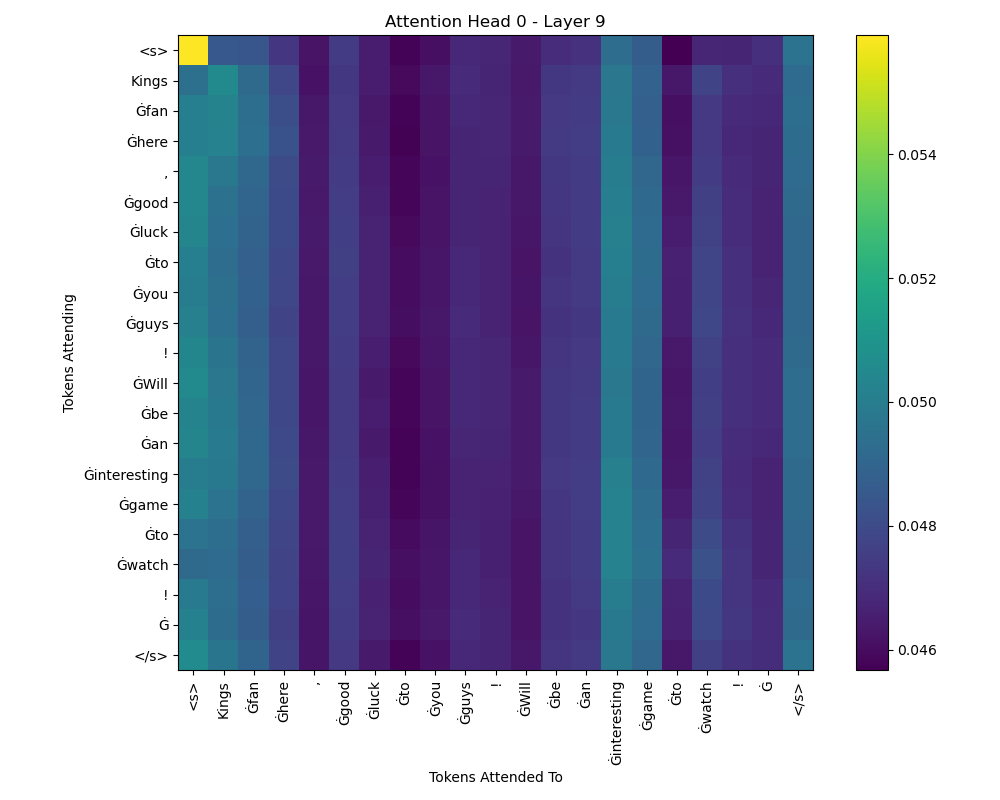 Attention Head 0 - Layer 9
Tokens Attending
<s>
Kings
Ġfan
Ġhere
,
Ġgood
Ġluck
Ġto
Ġyou
Ġguys
!
ĠWill
Ġbe
Ġan
Ġinteresting
Ġgame
Ġto
Ġwatch
!
Ġ
</s>
<s>
Kings
Ġfan
Ġhere
,
Ġgood
Ġluck
Ġto
Ġyou
Ġguys
!
ĠWill
Ġbe
Ġan
Ġinteresting
Ġgame
Ġto
Ġwatch
!
Ġ
</s>
Tokens Attended To
0.054
0.052
0.050
0.048
0.046